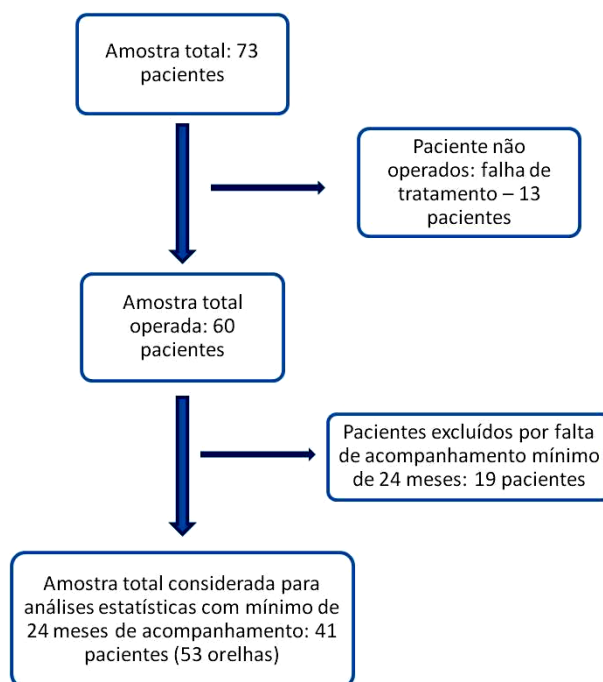 Amostra total: 73
pacientes
Paciente não
operados: falha de
tratamento – 13
pacientes
Amostra total
operada: 60
pacientes
Pacientes excluídos por falta
de acompanhamento mínimo
de 24 meses: 19 pacientes
Amostra total considerada para
análises estatísticas com mínimo de
24 meses de acompanhamento: 41
pacientes (53 orelhas)